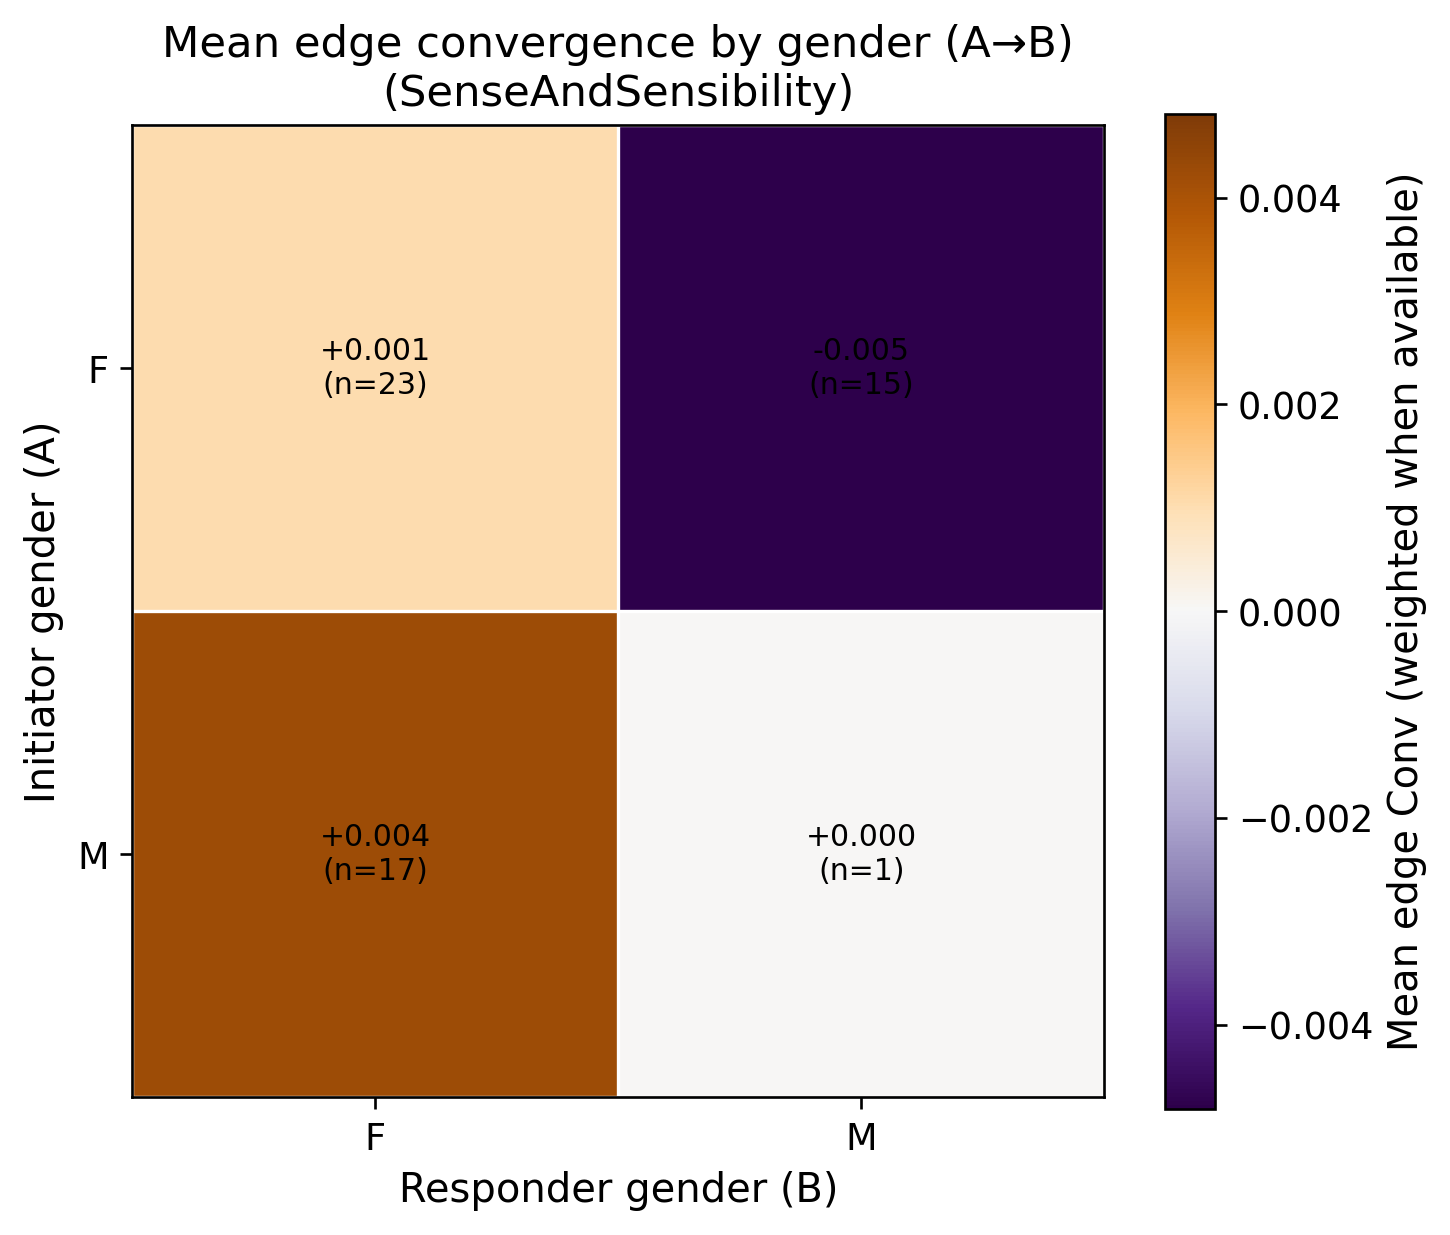 Mean edge convergence by gender (A→B)
(SenseAndSensibility)
Initiator gender (A)
F
M
+0.001
(n=23)
-0.005
(n=15)
+0.004
(n=17)
+0.000
(n=1)
F
M
Responder gender (B)
0.004
0.002
0.000
−0.002
−0.004
Mean edge Conv (weighted when available)